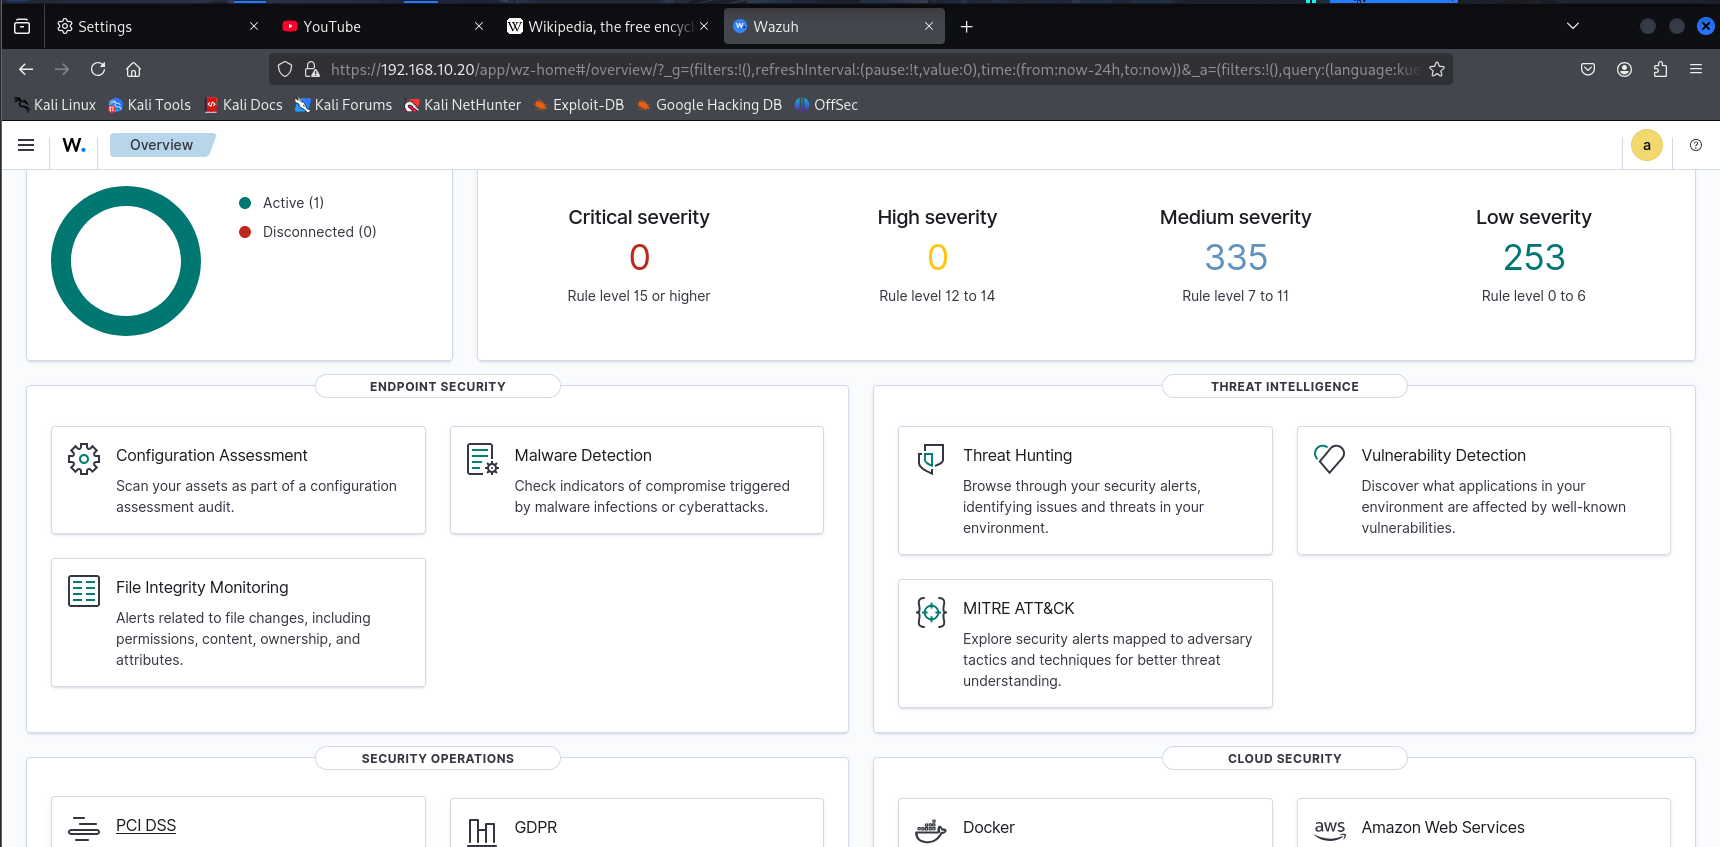 Settings
YouTube
Wikipedia, the free encyc
Wazuh
https://192.168.10.20/app/wz-home#/overview/?_g=(filters:!(),refreshInterval:(pause:!t,value:0),time:(from:now-24h,to:now))&_a=(filters:!(),query:(language:kue
Kali Linux
Kali Tools
Kali Docs
Kali Forums
Kali NetHunter
Exploit-DB
Google Hacking DB
OffSec
W.
Overview
a
Active (1)
Disconnected (0)
Critical severity
0
Rule level 15 or higher
High severity
0
Rule level 12 to 14
Medium severity
335
Rule level 7 to 11
Low severity
253
Rule level 0 to 6
ENDPOINT SECURITY
Configuration Assessment
Scan your assets as part of a configuration
assessment audit.
Malware Detection
Check indicators of compromise triggered
by malware infections or cyberattacks.
File Integrity Monitoring
Alerts related to file changes, including
permissions, content, ownership, and
attributes.
THREAT INTELLIGENCE
Threat Hunting
Browse through your security alerts,
identifying issues and threats in your
environment.
Vulnerability Detection
Discover what applications in your
environment are affected by well-known
vulnerabilities.
MITRE ATT&CK
Explore security alerts mapped to adversary
tactics and techniques for better threat
understanding.
SECURITY OPERATIONS
PCI DSS
GDPR
CLOUD SECURITY
Docker
aws
Amazon Web Services